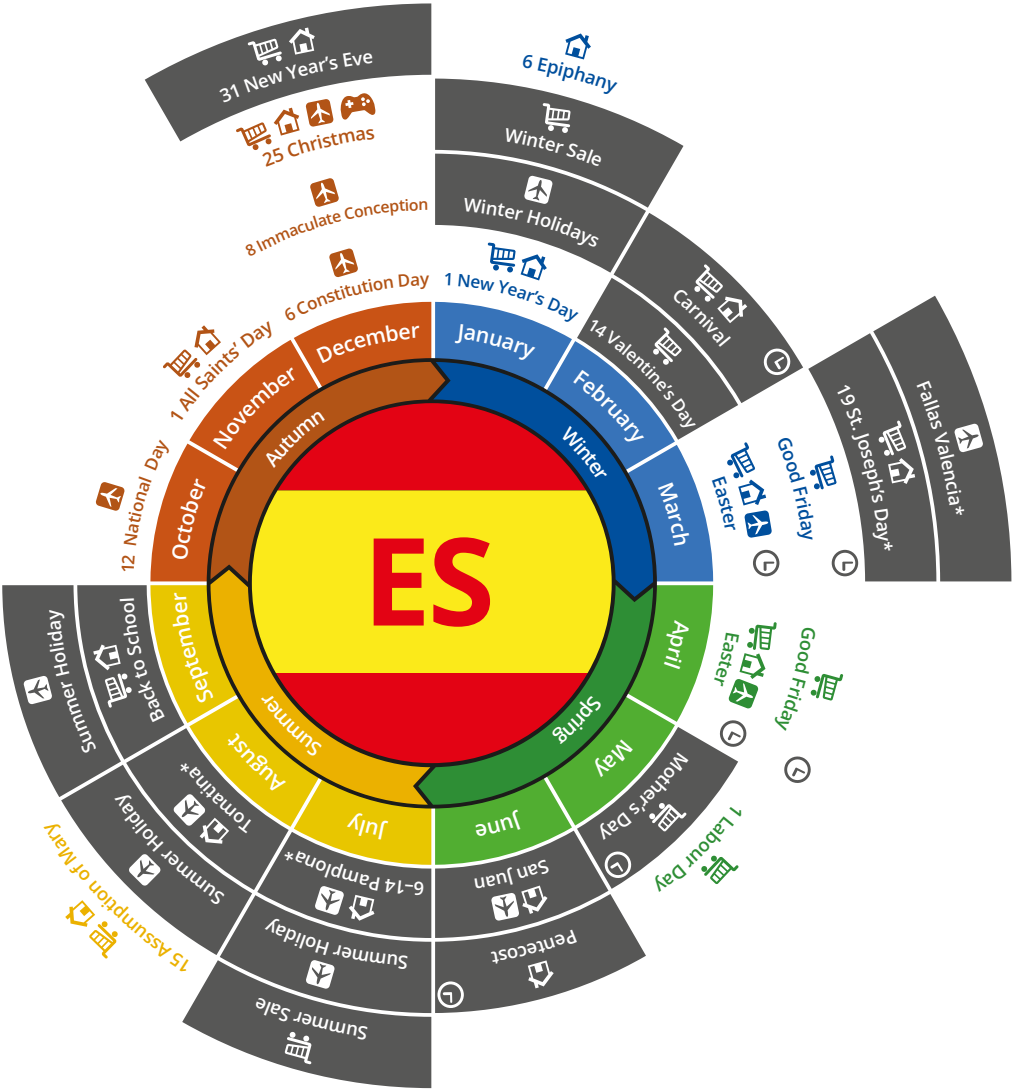 ES
Winter
Spring
Summer
Autumn
January
1 New Year's Day
Winter Holidays
Winter Sale
6 Epiphany
February
14 Valentine's Day
Carnival
March
Easter
Good Friday
19 St. Joseph's Day*
Fallas Valencia*
April
Easter
Good Friday
May
Mother's Day
1 Labour Day
June
San Juan
Pentecost
July
6–14 Pamplona*
Summer Holiday
Summer Sale
August
Tomatina*
Summer Holiday
15 Assumption of Mary
September
Back to School
Summer Holiday
October
12 National Day
November
1 All Saints' Day
December
6 Constitution Day
8 Immaculate Conception
25 Christmas
31 New Year's Eve